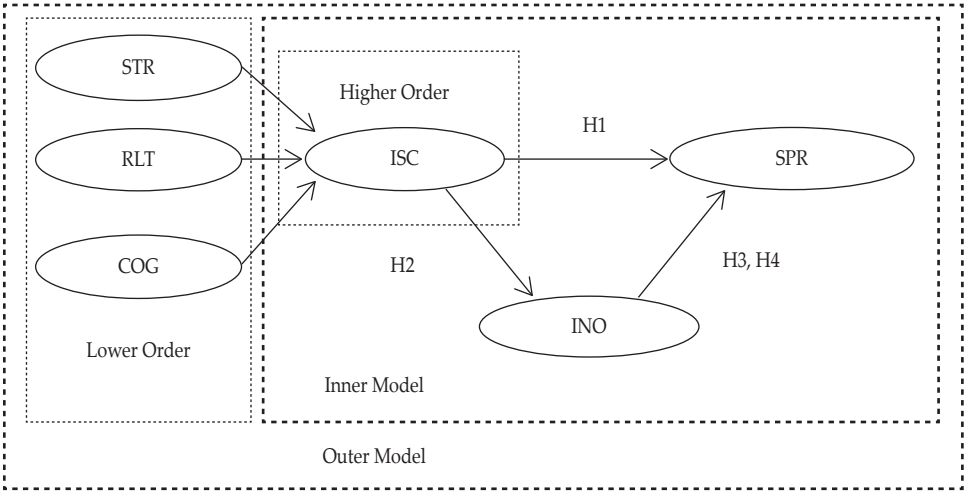 STR
Higher Order
H1
RLT
ISC
SPR
COG
H2
H3, H4
INO
Lower Order
Inner Model
Outer Model